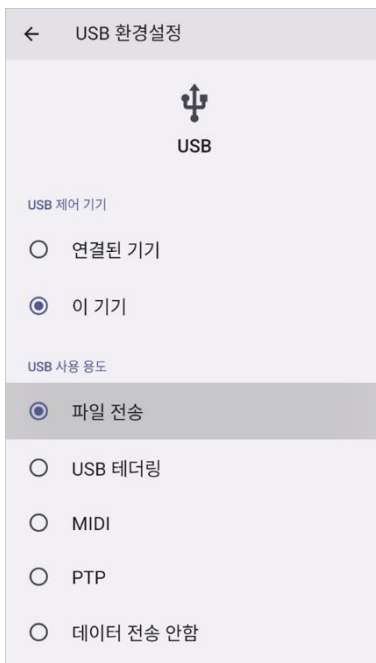 USB 환경설정
USB
USB 제어 기기
연결된 기기
이 기기
USB 사용 용도
파일 전송
USB 테더링
MIDI
PTP
데이터 전송 안함